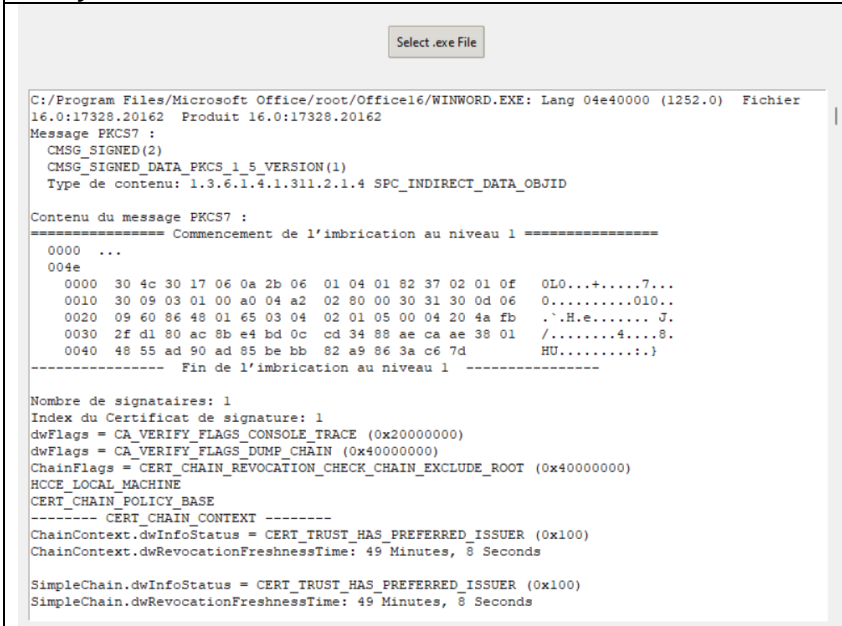 Select .exe File
C:/Program Files/Microsoft Office/root/Office16/WINWORD.EXE: Lang 04e40000 (1252.0)  Fichier
16.0:17328.20162  Produit 16.0:17328.20162
Message PKCS7 :
  CMSG_SIGNED(2)
  CMSG_SIGNED_DATA_PKCS_1_5_VERSION(1)
  Type de contenu: 1.3.6.1.4.1.311.2.1.4 SPC_INDIRECT_DATA_OBJID
Contenu du message PKCS7 :
================ Commencement de l’imbrication au niveau 1 ================
  0000  ...
  004e
    0000  30 4c 30 17 06 0a 2b 06  01 04 01 82 37 02 01 0f   0L0...+.....7...
    0010  30 09 03 01 00 a0 04 a2  02 80 00 30 31 30 0d 06   0..........010..
    0020  09 60 86 48 01 65 03 04  02 01 05 00 04 20 4a fb   .`.H.e....... J.
    0030  2f d1 80 ac 8b e4 bd 0c  cd 34 88 ae ca ae 38 01   /........4....8.
    0040  48 55 ad 90 ad 85 be bb  82 a9 86 3a c6 7d         HU.........:.}
----------------  Fin de l’imbrication au niveau 1  ----------------
Nombre de signataires: 1
Index du Certificat de signature: 1
dwFlags = CA_VERIFY_FLAGS_CONSOLE_TRACE (0x20000000)
dwFlags = CA_VERIFY_FLAGS_DUMP_CHAIN (0x40000000)
ChainFlags = CERT_CHAIN_REVOCATION_CHECK_CHAIN_EXCLUDE_ROOT (0x40000000)
HCCE_LOCAL_MACHINE
CERT_CHAIN_POLICY_BASE
-------- CERT_CHAIN_CONTEXT --------
ChainContext.dwInfoStatus = CERT_TRUST_HAS_PREFERRED_ISSUER (0x100)
ChainContext.dwRevocationFreshnessTime: 49 Minutes, 8 Seconds
SimpleChain.dwInfoStatus = CERT_TRUST_HAS_PREFERRED_ISSUER (0x100)
SimpleChain.dwRevocationFreshnessTime: 49 Minutes, 8 Seconds